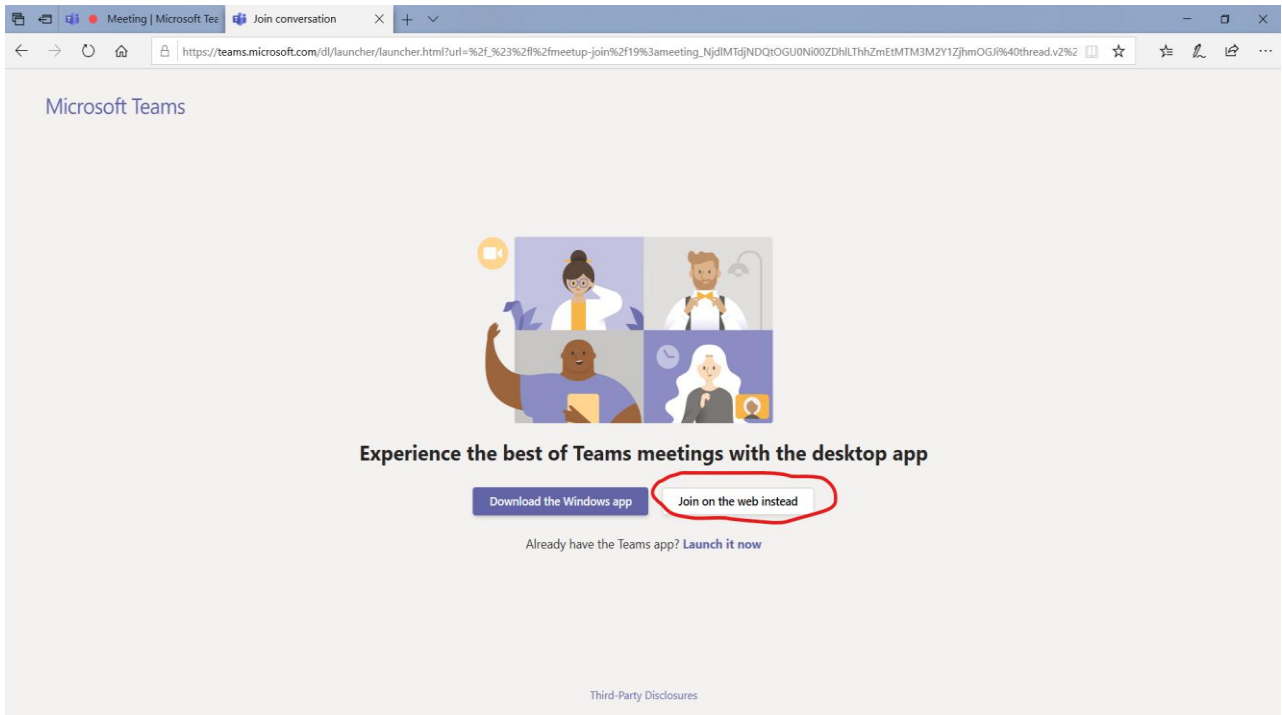 Meeting | Microsoft Tea
Join conversation
https://teams.microsoft.com/dl/launcher/launcher.html?url=%2f_%23%2fl%2fmeetup-join%2f19%3ameeting_NjdlMTdjNDQtOGU0Ni00ZDhlLThhZmEtMTM3M2Y1ZjhmOGJi%40thread.v2%2
Microsoft Teams
Experience the best of Teams meetings with the desktop app
Download the Windows app
Join on the web instead
Already have the Teams app? Launch it now
Third-Party Disclosures